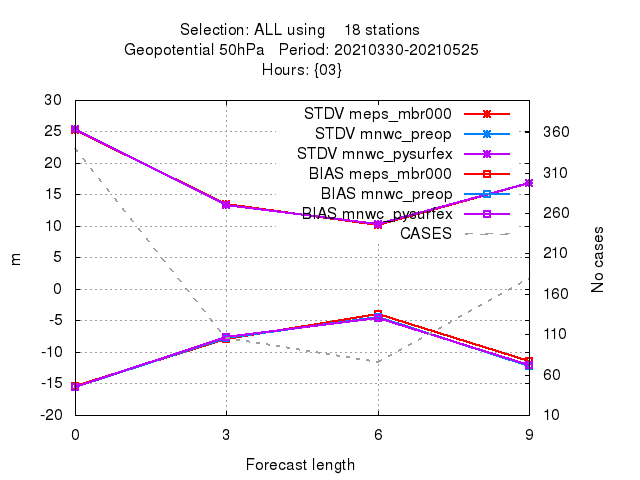 Selection: ALL using    18 stations
Geopotential 50hPa   Period: 20210330-20210525
Hours: {03}
30
25
20
15
10
5
0
-5
-10
-15
-20
m
STDV meps_mbr000
STDV mnwc_preop
STDV mnwc_pysurfex
BIAS meps_mbr000
BIAS mnwc_preop
BIAS mnwc_pysurfex
CASES
360
310
260
210
160
110
60
10
No cases
0 3 6 9
Forecast length